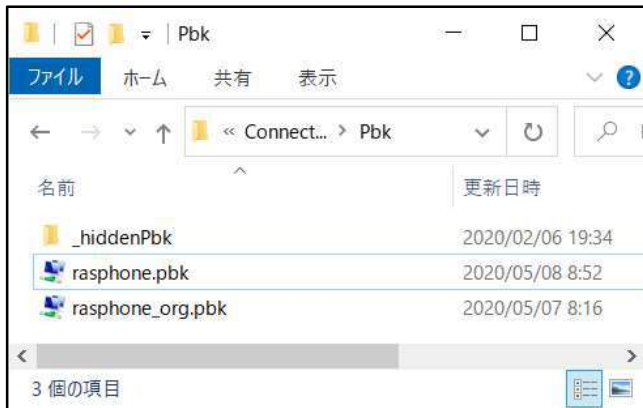 Pbk
ファイル ホーム 共有 表示
« Connect... > Pbk
名前 更新日時
_hiddenPbk 2020/02/06 19:34
rasphone.pbk 2020/05/08 8:52
rasphone_org.pbk 2020/05/07 8:16
3 個の項目